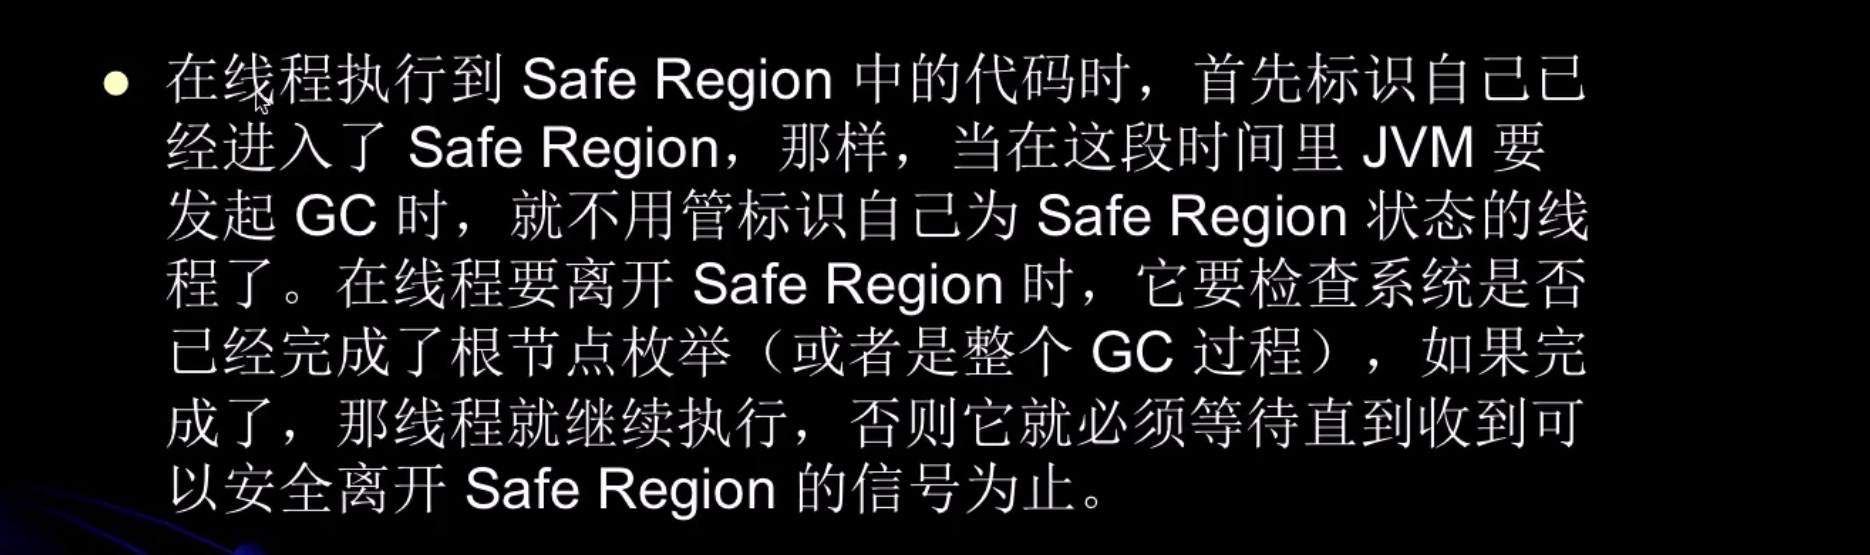 在线程执行到 Safe Region 中的代码时，首先标识自己已
经进入了 Safe Region，那样，当在这段时间里 JVM 要
发起 GC 时，就不用管标识自己为 Safe Region 状态的线
程了。在线程要离开 Safe Region 时，它要检查系统是否
已经完成了根节点枚举（或者是整个 GC 过程），如果完
成了，那线程就继续执行，否则它就必须等待直到收到可
以安全离开 Safe Region 的信号为止。